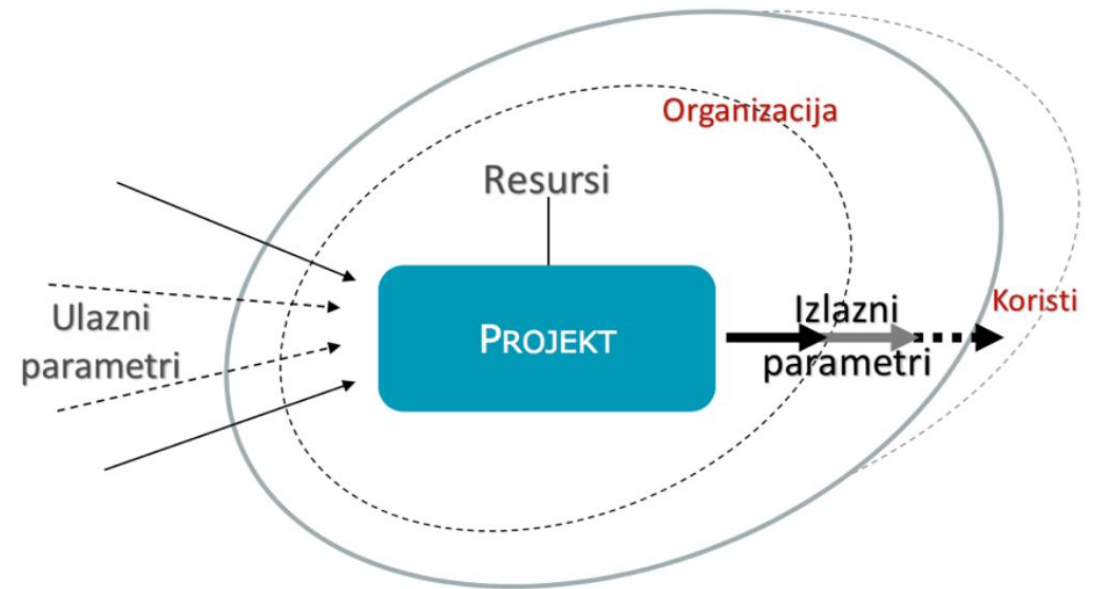 Organizacija
Resursi
Ulazni
parametri
PROJEKT
Izlazni
parametri
Koristi